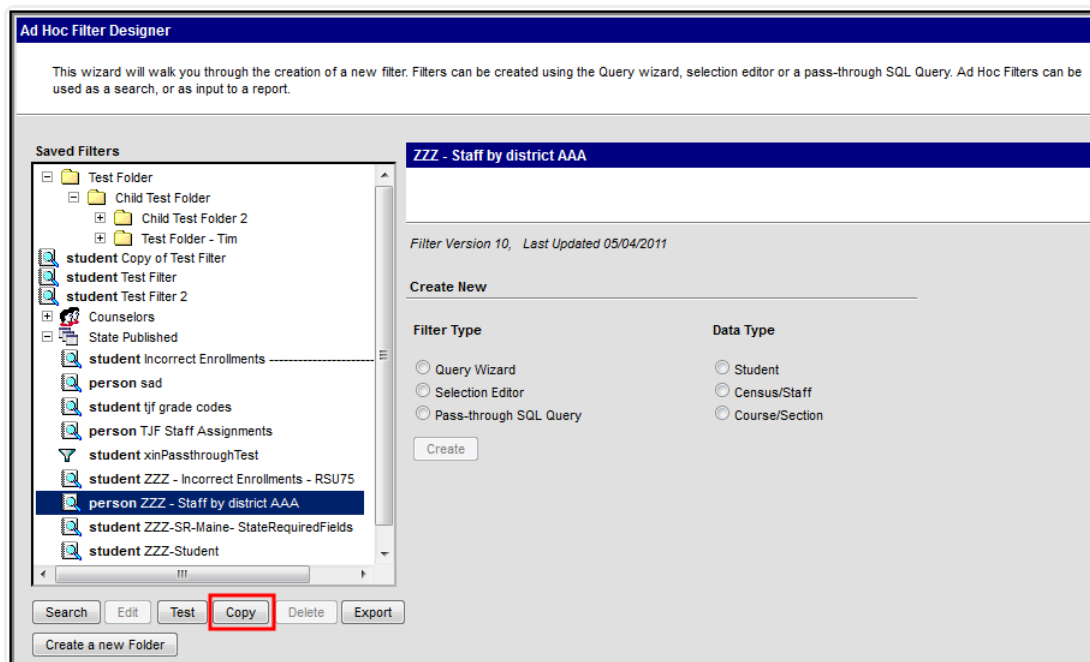 Ad Hoc Filter Designer
This wizard will walk you through the creation of a new filter. Filters can be created using the Query wizard, selection editor or a pass-through SQL Query. Ad Hoc Filters can be
used as a search, or as input to a report.
Saved Filters
Test Folder
Child Test Folder
Child Test Folder 2
Test Folder - Tim
student Copy of Test Filter
student Test Filter
student Test Filter 2
Counselors
State Published
student Incorrect Enrollments ----------------------
person sad
student tjf grade codes
person TJF Staff Assignments
student xinPassthroughTest
student ZZZ - Incorrect Enrollments - RSU75
person ZZZ - Staff by district AAA
student ZZZ-SR-Maine- StateRequiredFields
student ZZZ-Student
Search Edit Test Copy Delete Export
Create a new Folder
ZZZ - Staff by district AAA
Filter Version 10, Last Updated 05/04/2011
Create New
Filter Type Data Type
Query Wizard Student
Selection Editor Census/Staff
Pass-through SQL Query Course/Section
Create